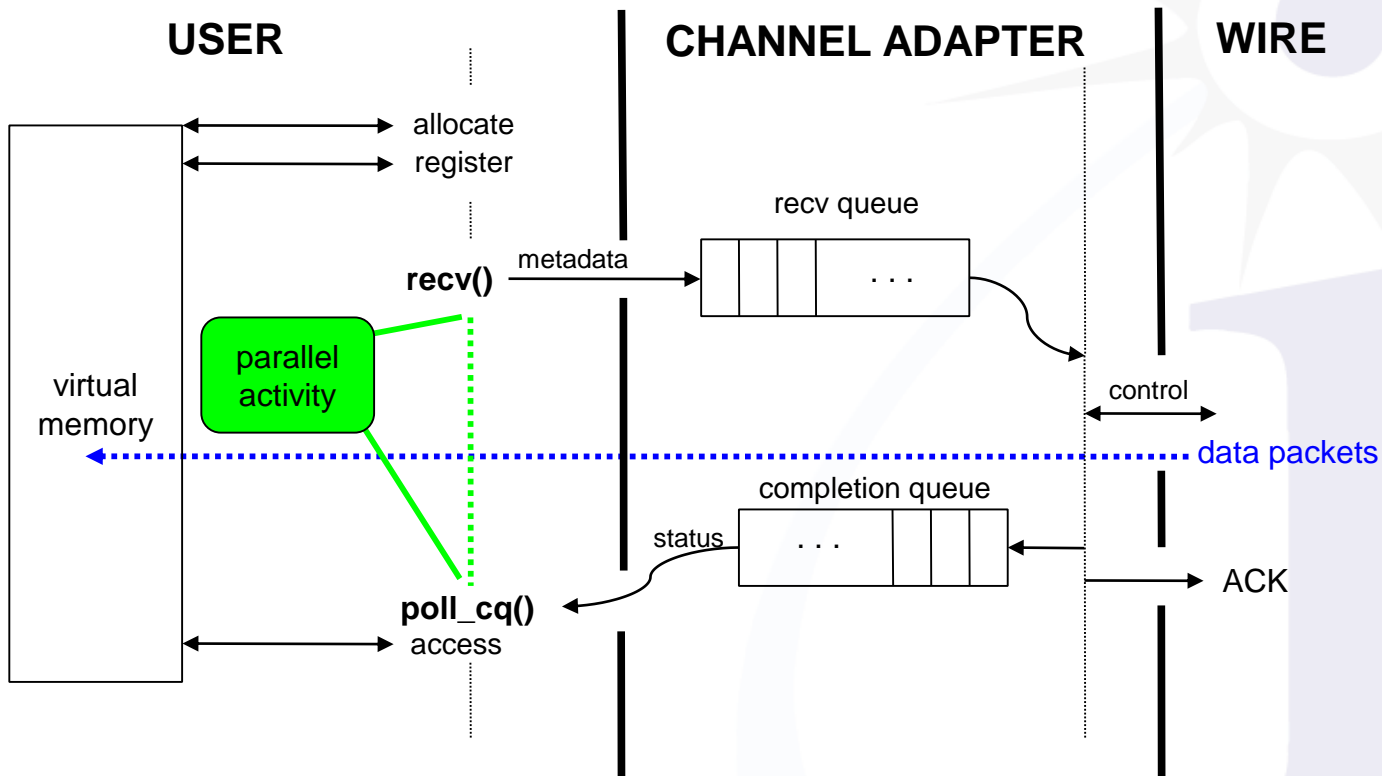 USER
CHANNEL ADAPTER
WIRE
allocate
register
recv queue
metadata
recv()
. . .
parallel
activity
virtual
memory
control
data packets
completion queue
status
. . .
ACK
poll_cq()
access